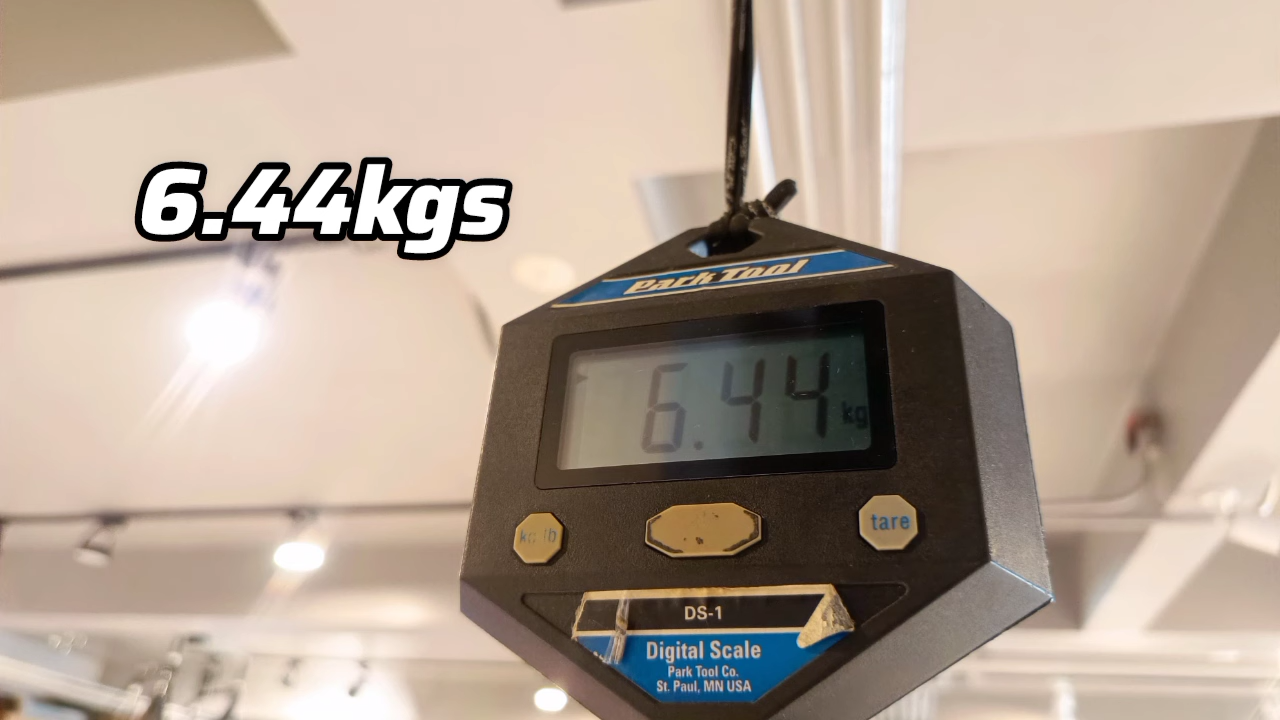 6.44kgs
Park Tool
6.44 kg
kg lb
tare
DS-1
Digital Scale
Park Tool Co.
St. Paul, MN USA